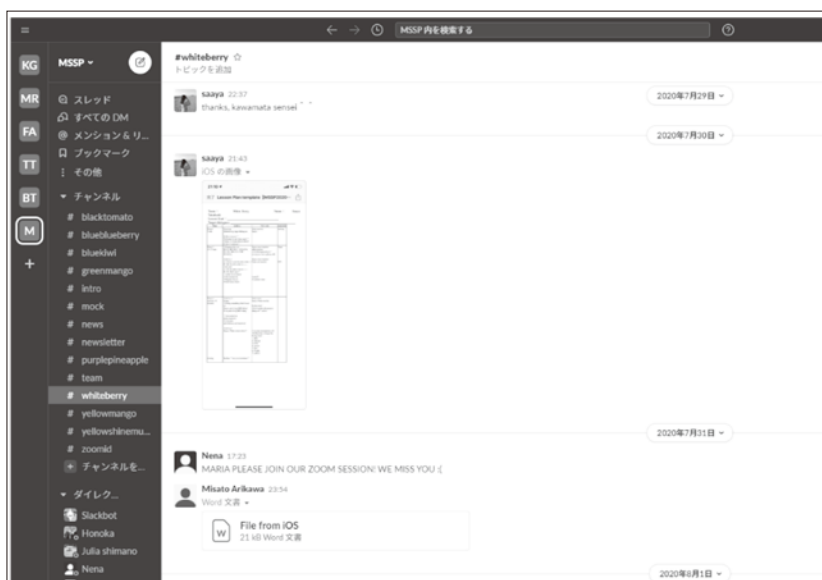 MSSP 内を検索する
KG
MR
FA
TT
BT
M
+
MSSP
スレッド
すべての DM
@ メンション & リ...
ブックマーク
その他
チャンネル
# blacktomato
# blueblueberry
# bluekiwi
# greenmango
# intro
# mock
# news
# newsletter
# purplepineapple
# team
# whiteberry
# yellowmango
# yellowshinemu...
# zoomid
+ チャンネルを...
ダイレク...
Slackbot
Honoka
Julia shimano
Nena
#whiteberry ☆
トピックを追加
saaya 22:37
2020年7月29日
thanks, kawamata sensei^ ^
2020年7月30日
saaya 21:43
iOS の画像
2020年7月31日
Nena 17:23
MARIA PLEASE JOIN OUR ZOOM SESSION! WE MISS YOU :(
Misato Arikawa 23:54
Word 文書
W
File from iOS
21 kB Word 文書
2020年8月1日